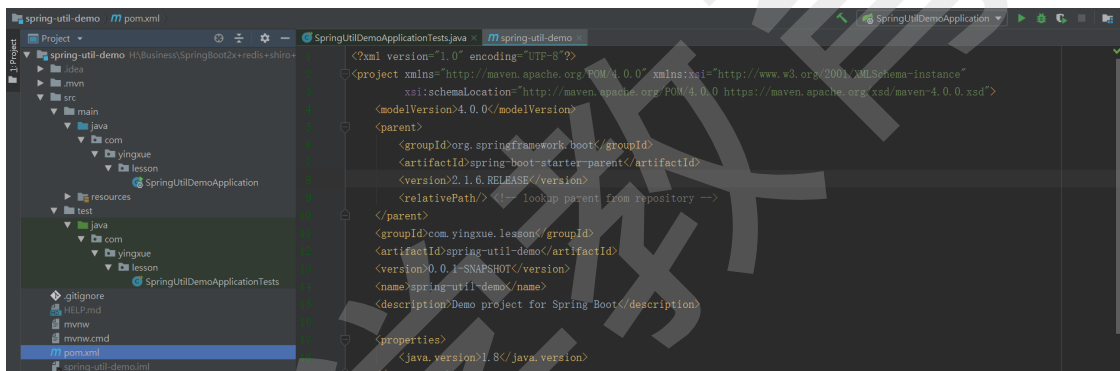 spring-util-demo pom.xml
SpringUtilDemoApplication
1: Project
Project
SpringUtilDemoApplicationTests.java
spring-util-demo
spring-util-demo H:\Business\SpringBoot2x+redis+shiro+
.idea
.mvn
src
main
java
com
yingxue
lesson
SpringUtilDemoApplication
resources
test
java
com
yingxue
lesson
SpringUtilDemoApplicationTests
.gitignore
HELP.md
mvnw
mvnw.cmd
pom.xml
spring-util-demo.iml
<?xml version="1.0" encoding="UTF-8"?>
<project xmlns="http://maven.apache.org/POM/4.0.0" xmlns:xsi="http://www.w3.org/2001/XMLSchema-instance"
xsi:schemaLocation="http://maven.apache.org/POM/4.0.0 https://maven.apache.org/xsd/maven-4.0.0.xsd">
<modelVersion>4.0.0</modelVersion>
<parent>
<groupId>org.springframework.boot</groupId>
<artifactId>spring-boot-starter-parent</artifactId>
<version>2.1.6.RELEASE</version>
<relativePath/> <!-- lookup parent from repository -->
</parent>
<groupId>com.yingxue.lesson</groupId>
<artifactId>spring-util-demo</artifactId>
<version>0.0.1-SNAPSHOT</version>
<name>spring-util-demo</name>
<description>Demo project for Spring Boot</description>
<properties>
<java.version>1.8</java.version>